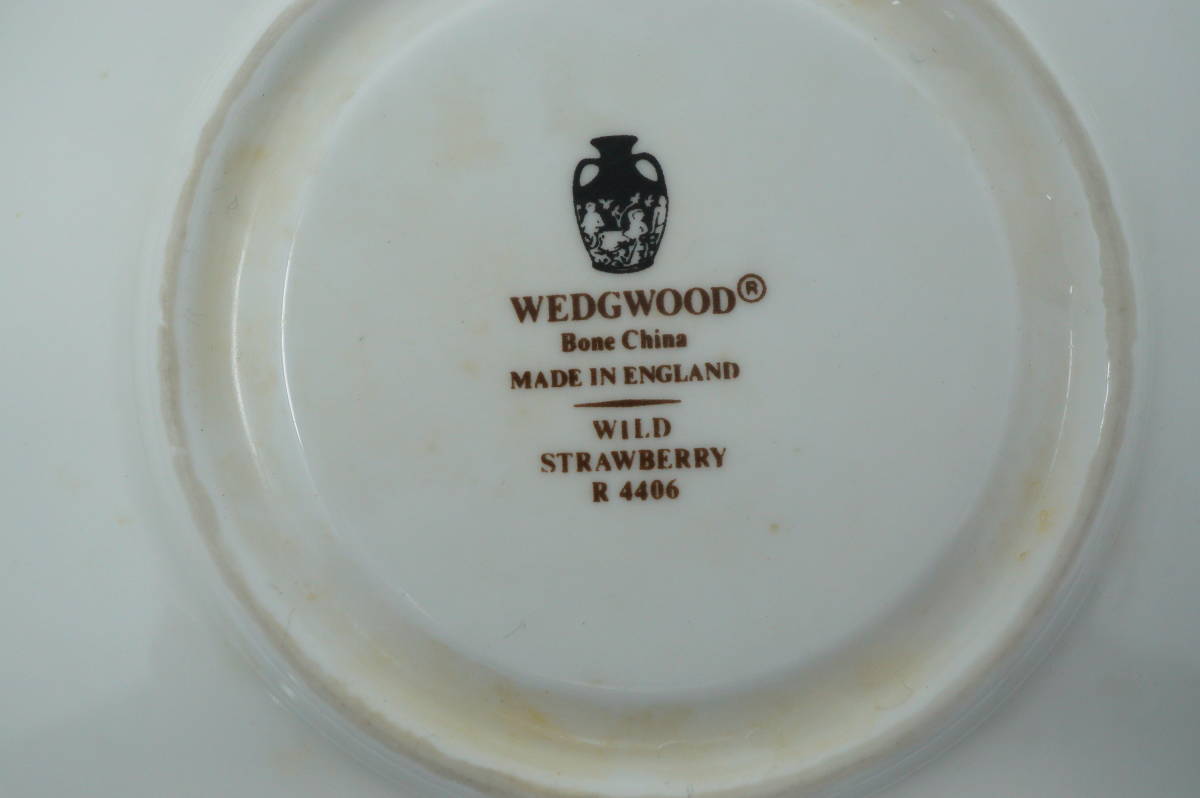 WEDGWOOD®
Bone China
MADE IN ENGLAND
WILD
STRAWBERRY
R 4406